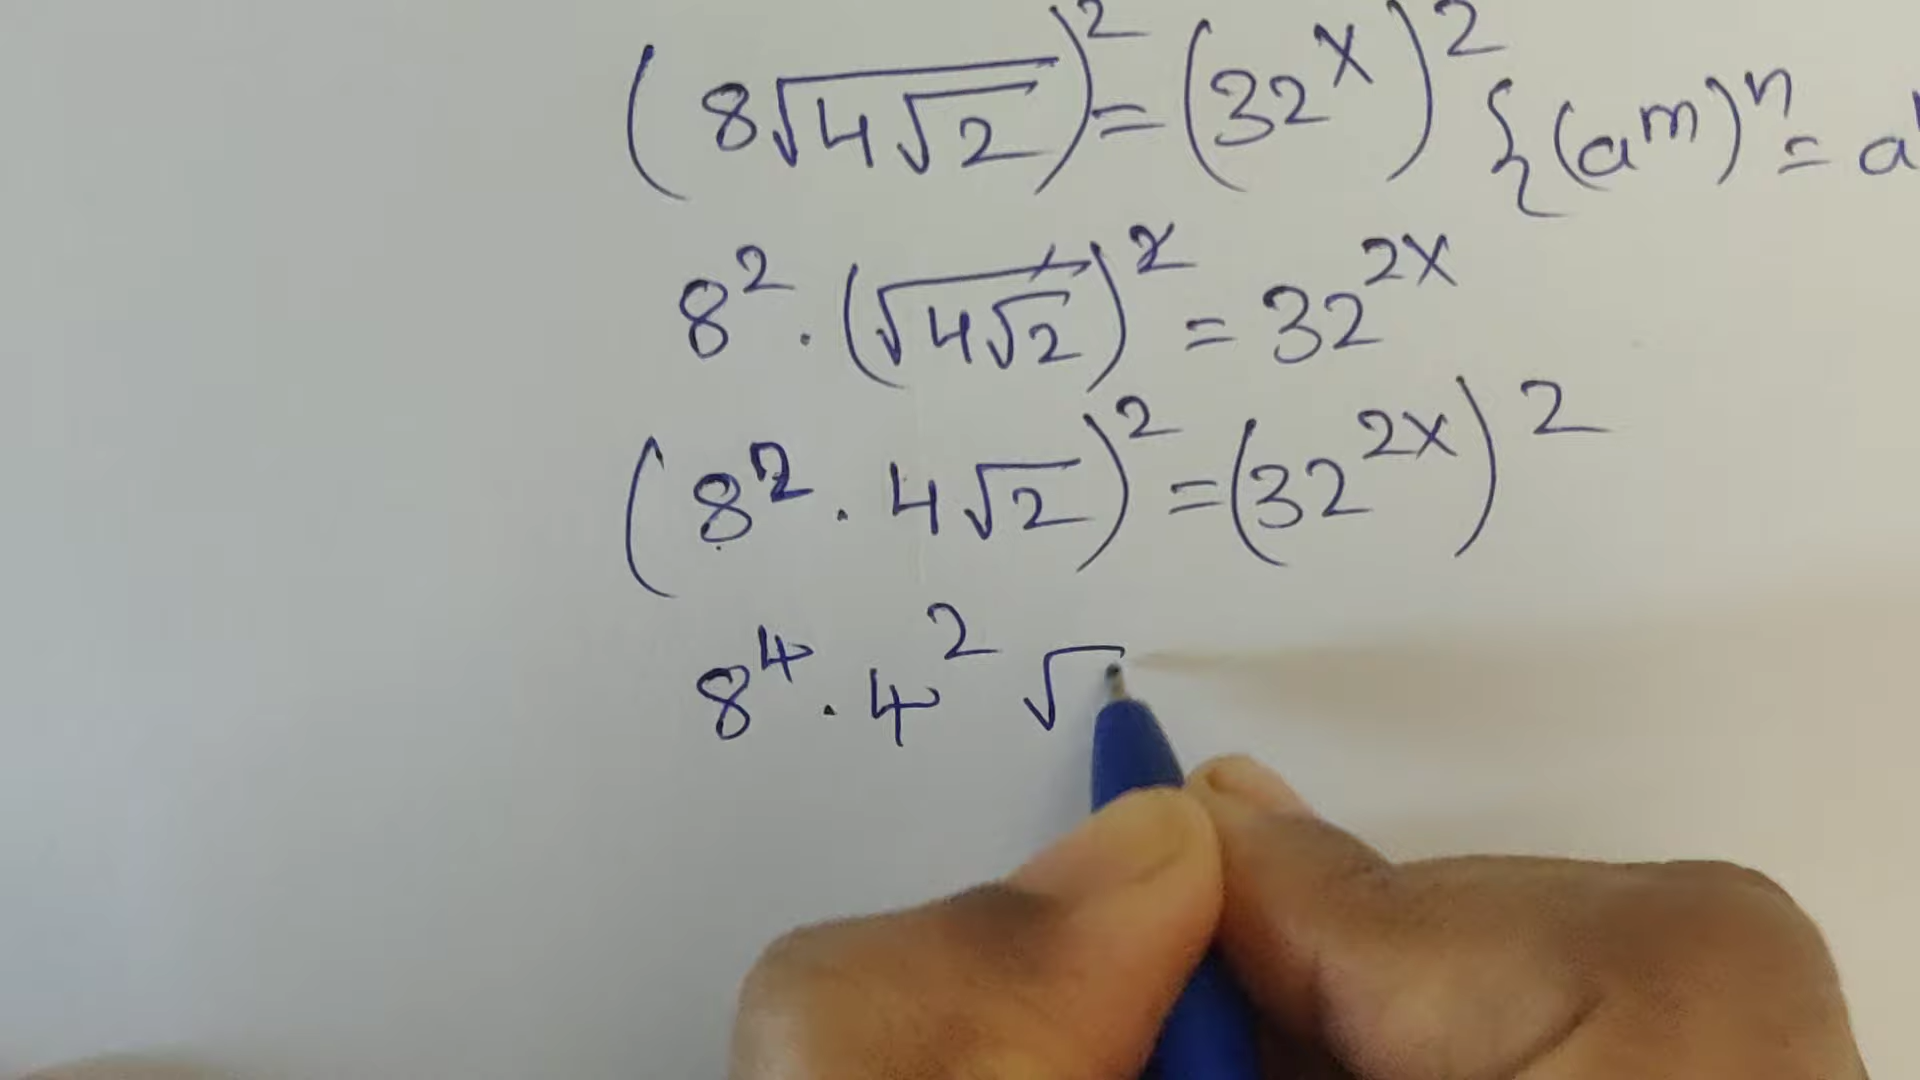 (8√(4√2))² = (32ˣ)² {(aᵐ)ⁿ = a
8² · (√(4√2))² = 32²ˣ
(8² · 4√2)² = (32²ˣ)²
8⁴ · 4² √